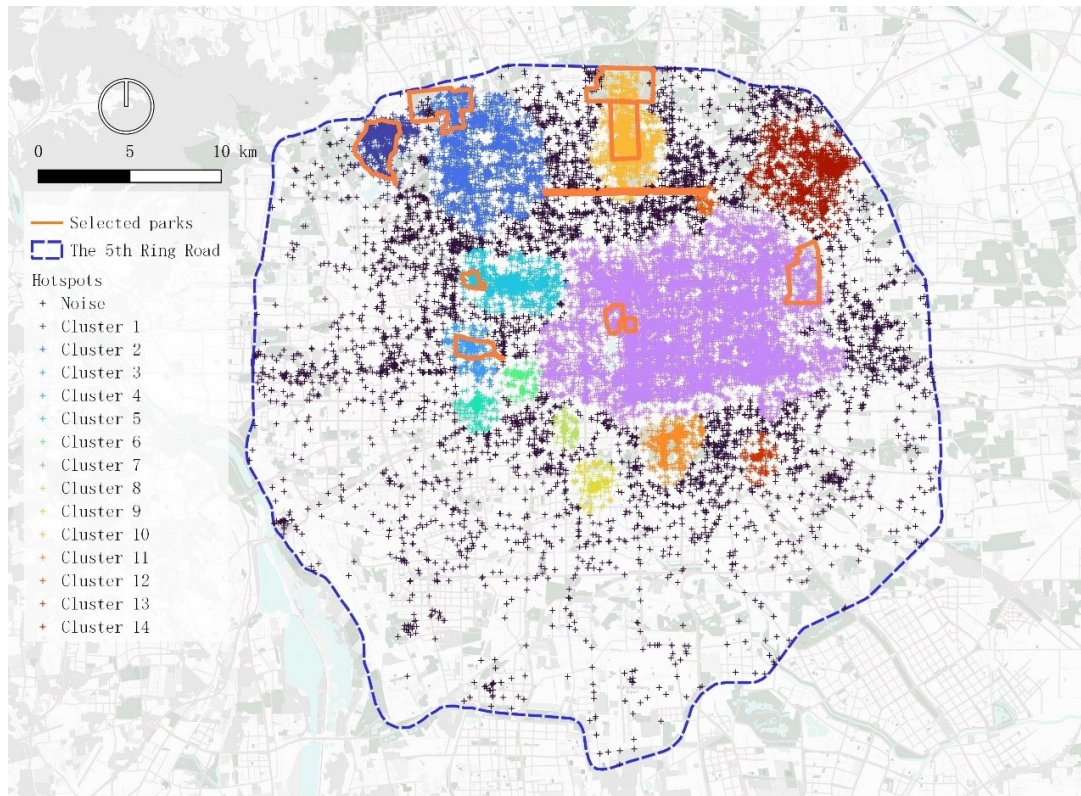 0 5 10 km
Selected parks
The 5th Ring Road
Hotspots
Noise
Cluster 1
Cluster 2
Cluster 3
Cluster 4
Cluster 5
Cluster 6
Cluster 7
Cluster 8
Cluster 9
Cluster 10
Cluster 11
Cluster 12
Cluster 13
Cluster 14